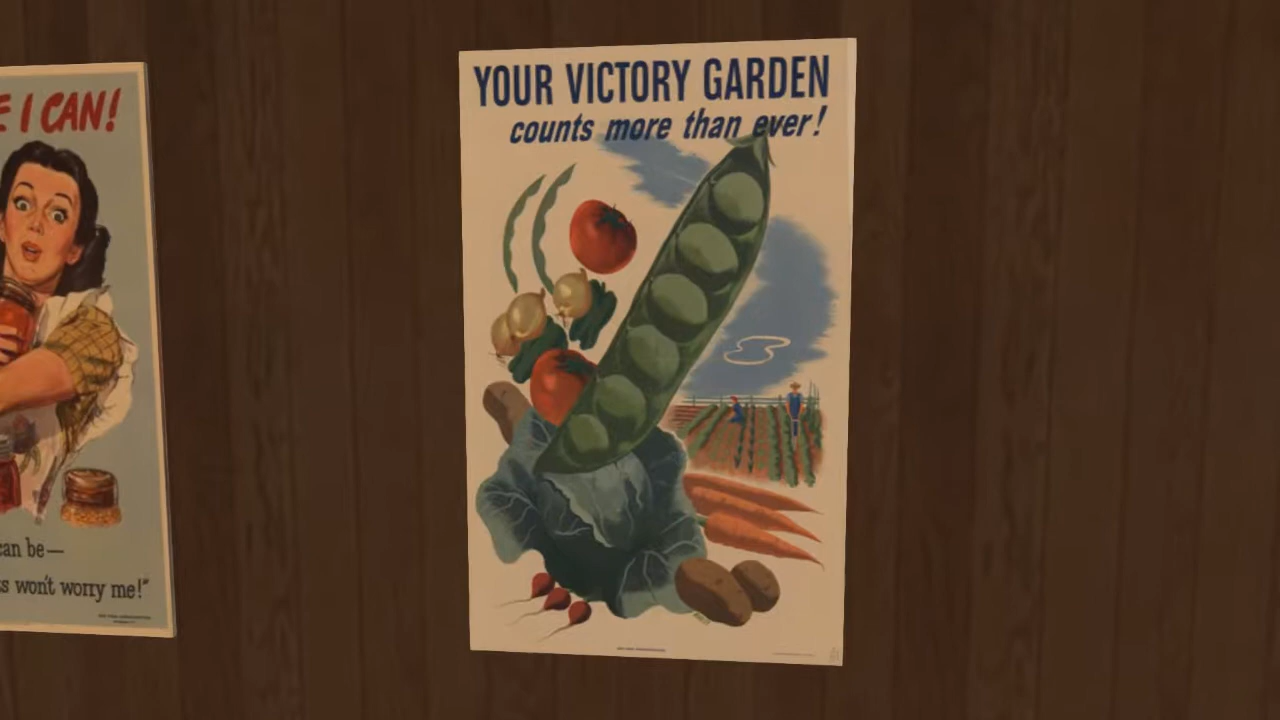 E I CAN!
can be—
s won't worry me!"
YOUR VICTORY GARDEN
counts more than ever!